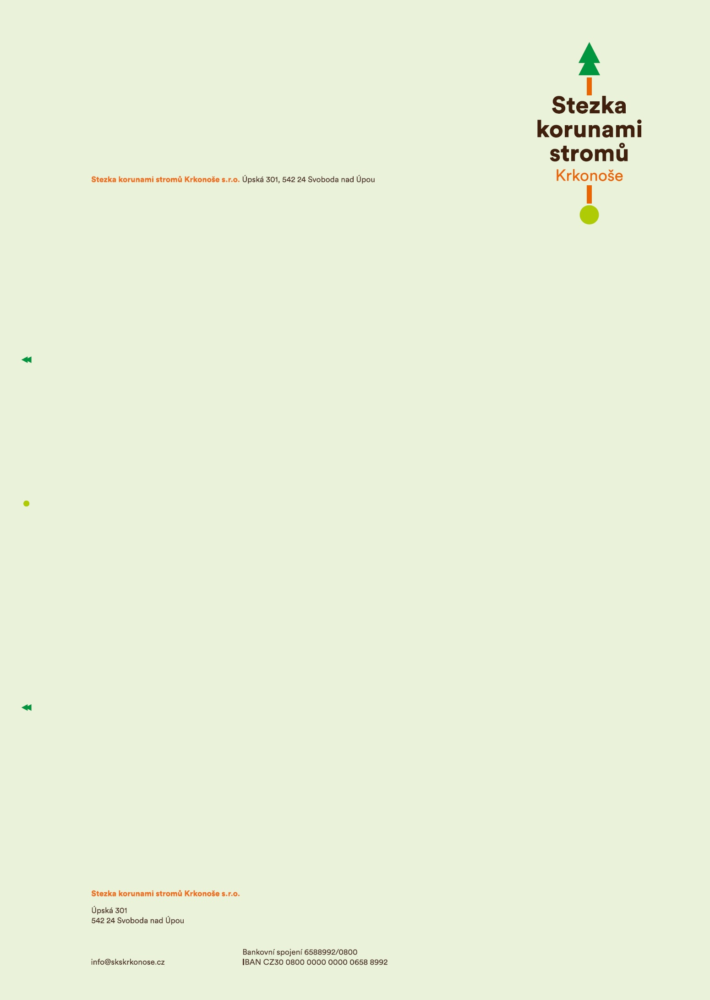 Stezka
korunami
stromů
Krkonoše
Stezka korunami stromů Krkonoše s.r.o. Úpská 301, 542 24 Svoboda nad Úpou
Stezka korunami stromů Krkonoše s.r.o.
Úpská 301
542 24 Svoboda nad Úpou
info@skskrkonose.cz
Bankovní spojení 6588992/0800
IBAN CZ30 0800 0000 0000 0658 8992